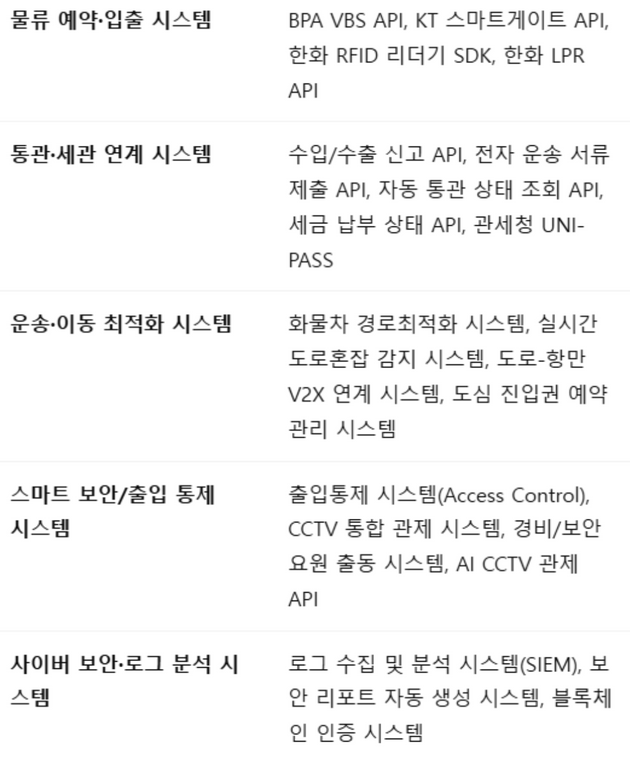 물류 예약·입출 시스템
BPA VBS API, KT 스마트게이트 API,
한화 RFID 리더기 SDK, 한화 LPR
API
통관·세관 연계 시스템
수입/수출 신고 API, 전자 운송 서류
제출 API, 자동 통관 상태 조회 API,
세금 납부 상태 API, 관세청 UNI-
PASS
운송·이동 최적화 시스템
화물차 경로최적화 시스템, 실시간
도로혼잡 감지 시스템, 도로-항만
V2X 연계 시스템, 도심 진입권 예약
관리 시스템
스마트 보안/출입 통제
시스템
출입통제 시스템(Access Control),
CCTV 통합 관제 시스템, 경비/보안
요원 출동 시스템, AI CCTV 관제
API
사이버 보안·로그 분석 시
스템
로그 수집 및 분석 시스템(SIEM), 보
안 리포트 자동 생성 시스템, 블록체
인 인증 시스템